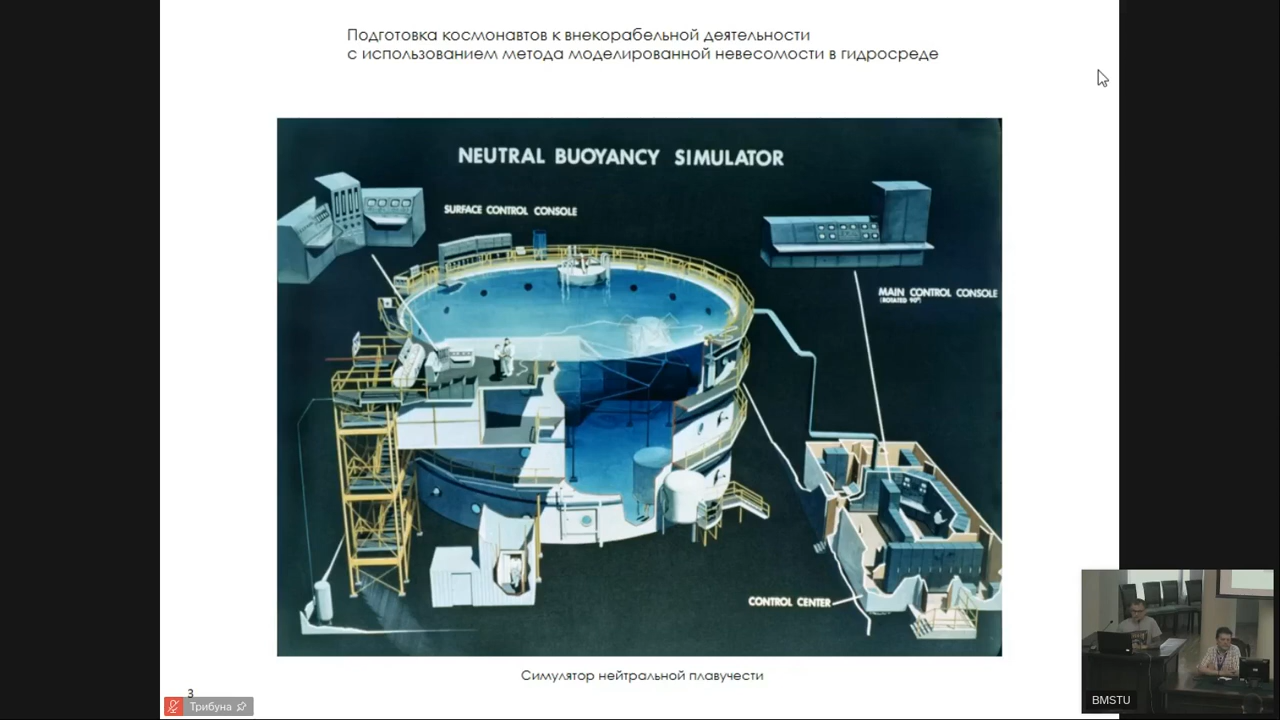 Подготовка космонавтов к внекорабельной деятельности
с использованием метода моделированной невесомости в гидросреде
NEUTRAL BUOYANCY SIMULATOR
SURFACE CONTROL CONSOLE
MAIN CONTROL CONSOLE
(ROTATED 90°)
CONTROL CENTER
Симулятор нейтральной плавучести
3
Трибуна
BMSTU